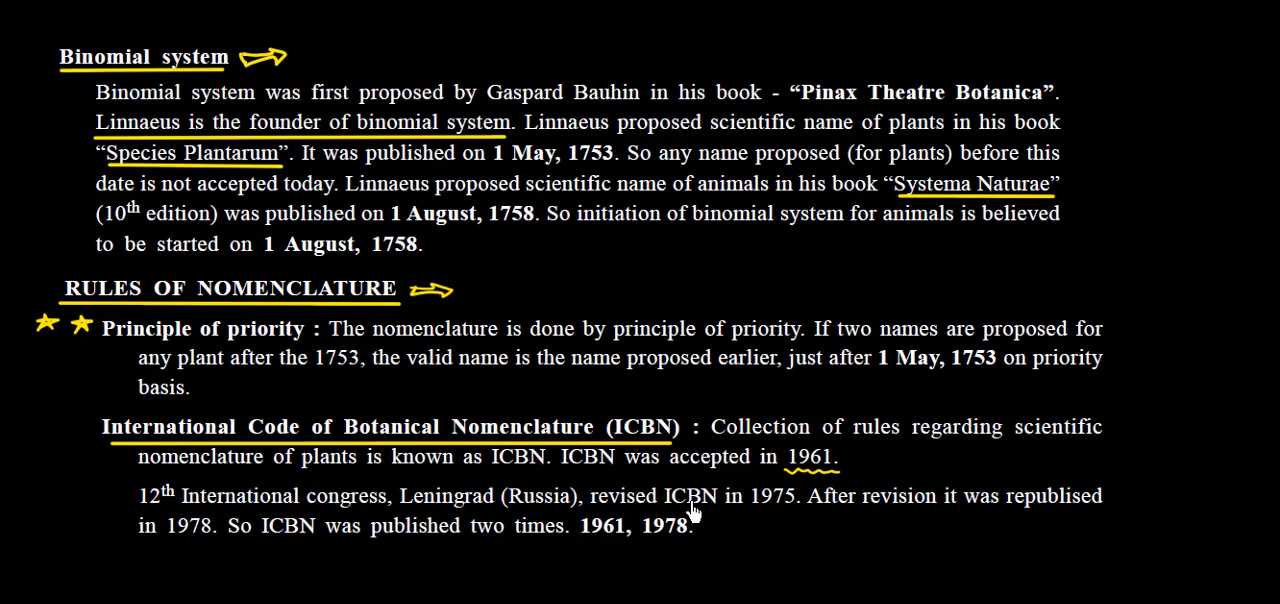 Binomial system
Binomial system was first proposed by Gaspard Bauhin in his book - “Pinax Theatre Botanica”.
Linnaeus is the founder of binomial system. Linnaeus proposed scientific name of plants in his book
“Species Plantarum”. It was published on 1 May, 1753. So any name proposed (for plants) before this
date is not accepted today. Linnaeus proposed scientific name of animals in his book “Systema Naturae”
(10th edition) was published on 1 August, 1758. So initiation of binomial system for animals is believed
to be started on 1 August, 1758.
RULES OF NOMENCLATURE
Principle of priority : The nomenclature is done by principle of priority. If two names are proposed for
any plant after the 1753, the valid name is the name proposed earlier, just after 1 May, 1753 on priority
basis.
International Code of Botanical Nomenclature (ICBN) : Collection of rules regarding scientific
nomenclature of plants is known as ICBN. ICBN was accepted in 1961.
12th International congress, Leningrad (Russia), revised ICBN in 1975. After revision it was republised
in 1978. So ICBN was published two times. 1961, 1978.